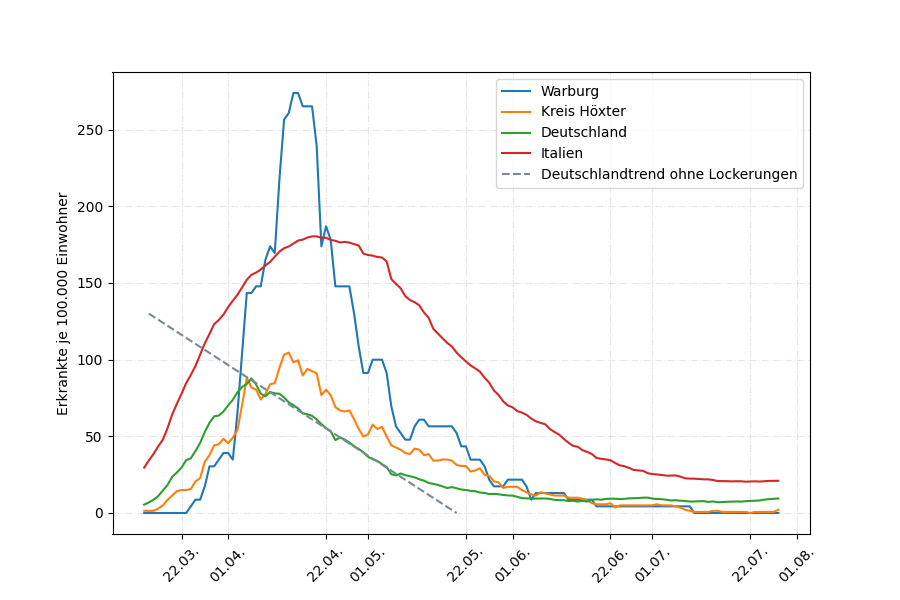 Warburg
Kreis Höxter
Deutschland
Italien
Deutschlandtrend ohne Lockerungen
Erkrankte je 100.000 Einwohner
250
200
150
100
50
0
22.03.
01.04.
22.04.
01.05.
22.05.
01.06.
22.06.
01.07.
22.07.
01.08.